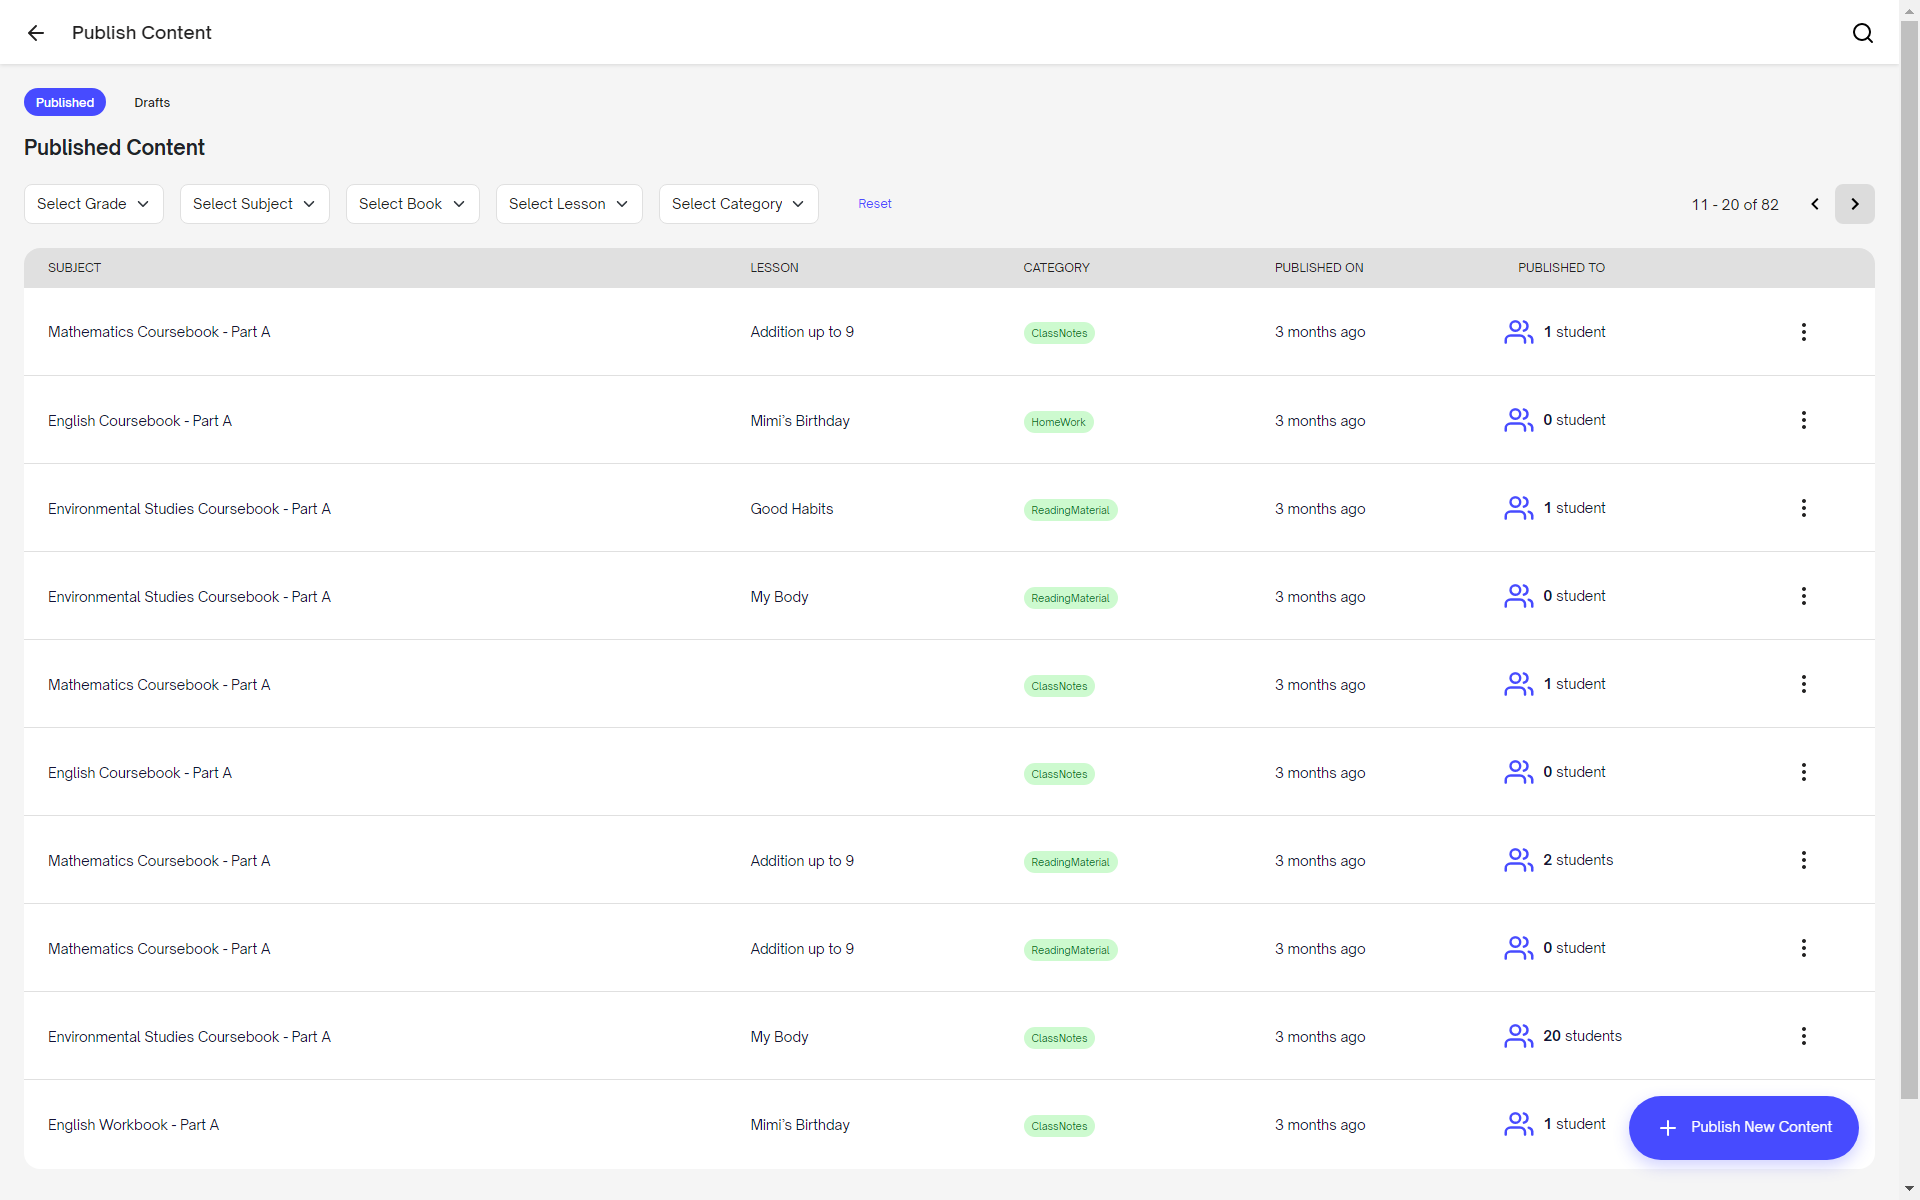 Publish Content
Published Drafts
Published Content
Select Grade Select Subject Select Book Select Lesson Select Category Reset 11 - 20 of 82
SUBJECT LESSON CATEGORY PUBLISHED ON PUBLISHED TO
Mathematics Coursebook - Part A Addition up to 9 ClassNotes 3 months ago 1 student
English Coursebook - Part A Mimi's Birthday HomeWork 3 months ago 0 student
Environmental Studies Coursebook - Part A Good Habits ReadingMaterial 3 months ago 1 student
Environmental Studies Coursebook - Part A My Body ReadingMaterial 3 months ago 0 student
Mathematics Coursebook - Part A ClassNotes 3 months ago 1 student
English Coursebook - Part A ClassNotes 3 months ago 0 student
Mathematics Coursebook - Part A Addition up to 9 ReadingMaterial 3 months ago 2 students
Mathematics Coursebook - Part A Addition up to 9 ReadingMaterial 3 months ago 0 student
Environmental Studies Coursebook - Part A My Body ClassNotes 3 months ago 20 students
English Workbook - Part A Mimi's Birthday ClassNotes 3 months ago 1 student
Publish New Content